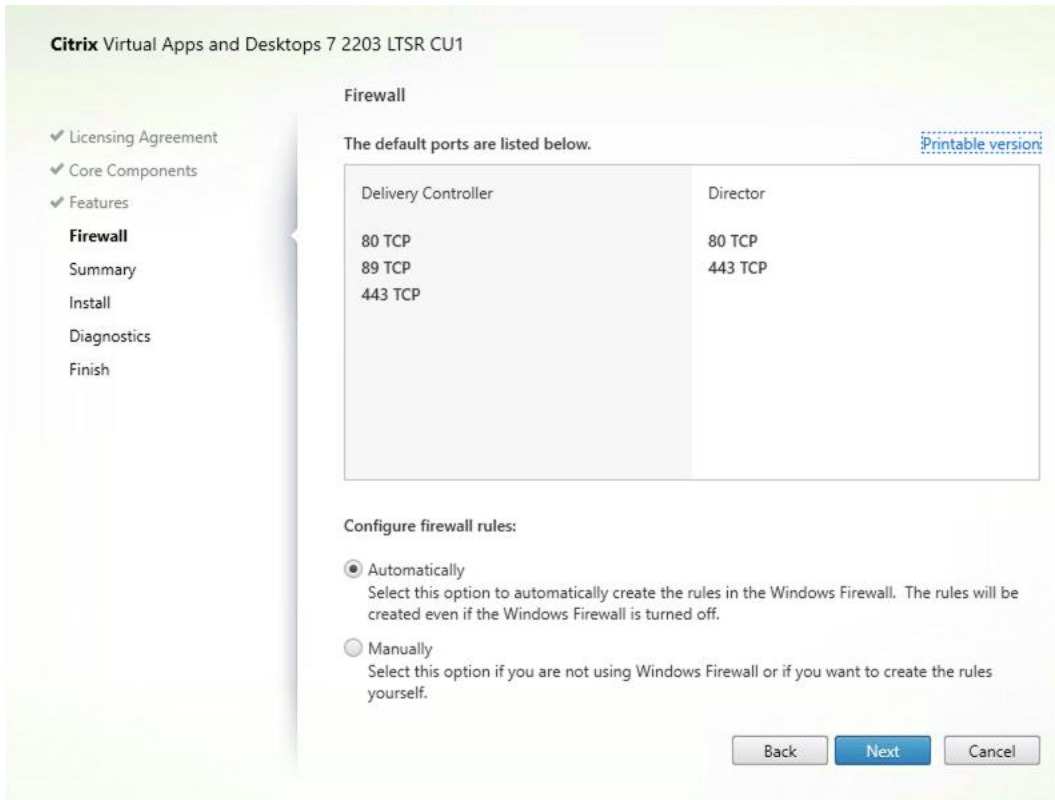 Citrix Virtual Apps and Desktops 7 2203 LTSR CU1
Licensing Agreement
Core Components
Features
Firewall
Summary
Install
Diagnostics
Finish
Firewall
The default ports are listed below.
Printable version
Delivery Controller
80 TCP
89 TCP
443 TCP
Director
80 TCP
443 TCP
Configure firewall rules:
Automatically
Select this option to automatically create the rules in the Windows Firewall.  The rules will be
created even if the Windows Firewall is turned off.
Manually
Select this option if you are not using Windows Firewall or if you want to create the rules
yourself.
Back
Next
Cancel